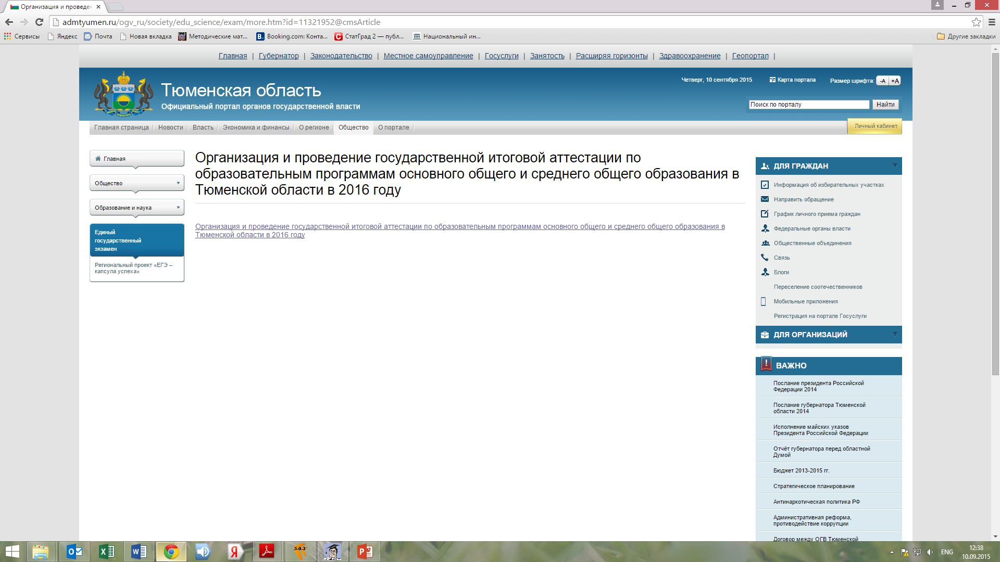 Организация и проведен
admtyumen.ru/ogv_ru/society/edu_science/exam/more.htm?id=11321952@cmsArticle
Сервисы Яндекс Почта Новая вкладка Методические мат... Booking.com: Конта... СтатГрад 2 — публ... Национальный ин... Другие закладки
Главная | Губернатор | Законодательство | Местное самоуправление | Госуслуги | Занятость | Расширяя горизонты | Здравоохранение | Геопортал |
Тюменская область
Официальный портал органов государственной власти
Четверг, 10 сентября 2015 Карта портала Размер шрифта: -A +A
Поиск по порталу Найти
Главная страница Новости Власть Экономика и финансы О регионе Общество О портале Личный кабинет
Главная
Общество
Образование и наука
Единый
государственный
экзамен
Региональный проект «ЕГЭ –
капсула успеха»
Организация и проведение государственной итоговой аттестации по
образовательным программам основного общего и среднего общего образования в
Тюменской области в 2016 году
Организация и проведение государственной итоговой аттестации по образовательным программам основного общего и среднего общего образования в
Тюменской области в 2016 году
ДЛЯ ГРАЖДАН
Информация об избирательных участках
Направить обращение
График личного приема граждан
Федеральные органы власти
Общественные объединения
Связь
Блоги
Переселение соотечественников
Мобильные приложения
Регистрация на портале Госуслуги
ДЛЯ ОРГАНИЗАЦИЙ
! ВАЖНО
Послание президента Российской
Федерации 2014
Послание губернатора Тюменской
области 2014
Исполнение майских указов
Президента Российской Федерации
Отчёт губернатора перед областной
Думой
Бюджет 2013-2015 гг.
Стратегическое планирование
Антинаркотическая политика РФ
Административная реформа,
противодействие коррупции
Договор между ОГВ Тюменской
5.0.3
ENG
12:38
10.09.2015